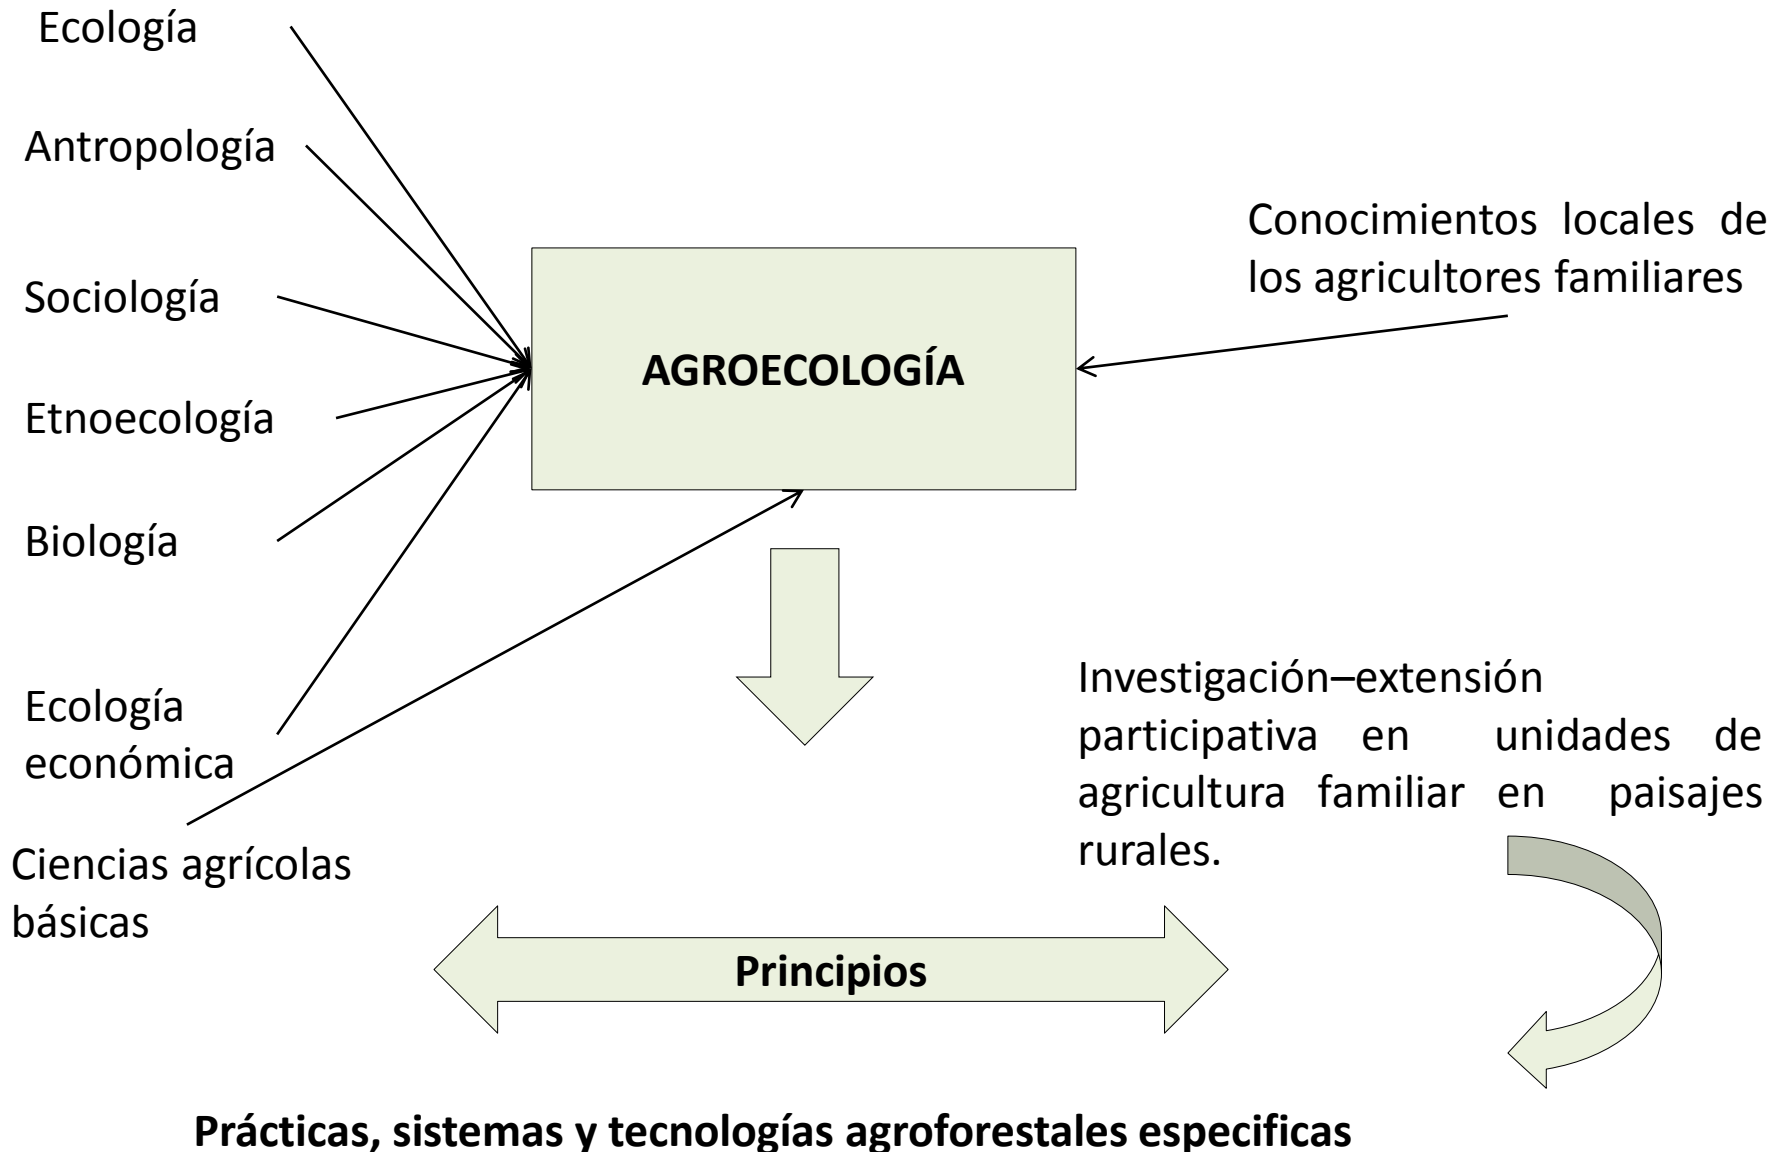 Ecología
Antropología
Sociología
Etnoecología
Biología
Ecología
económica
Ciencias agrícolas
básicas
AGROECOLOGÍA
Conocimientos locales de
los agricultores familiares
Investigación–extensión
participativa en unidades de
agricultura familiar en paisajes
rurales.
Principios
Prácticas, sistemas y tecnologías agroforestales especificas